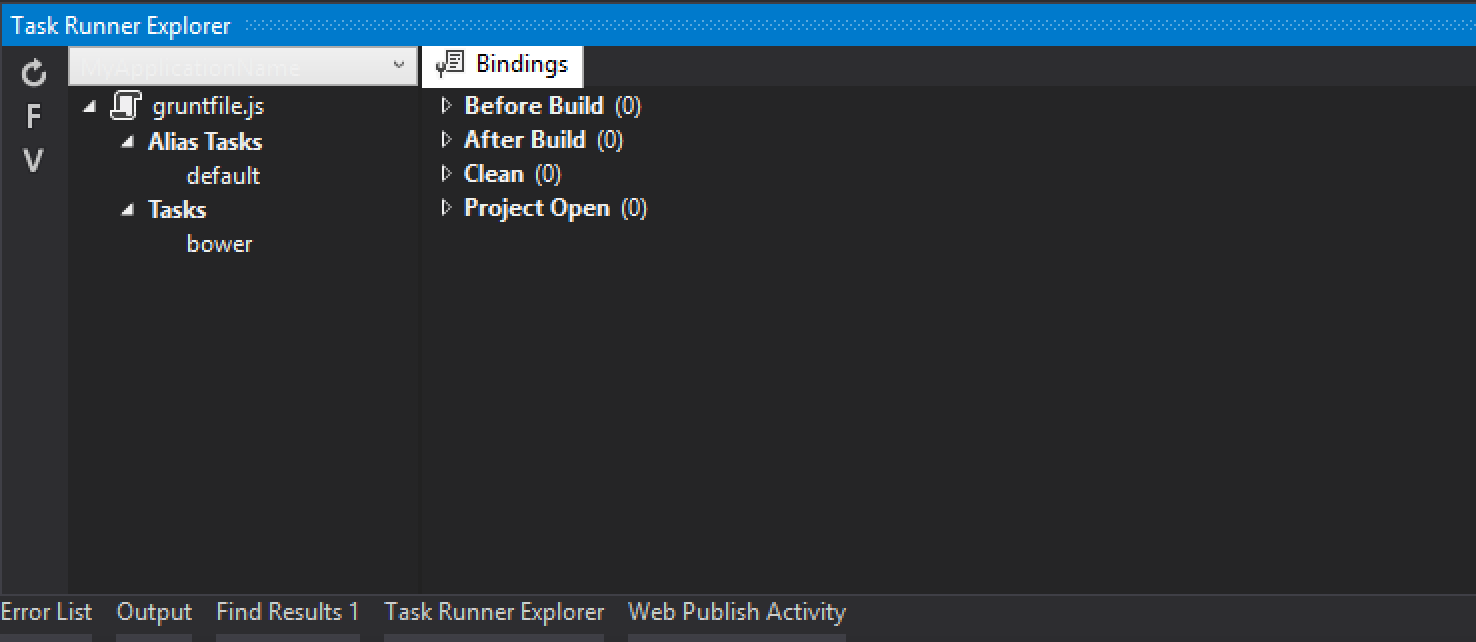 Task Runner Explorer
MyApplicationName
Bindings
F
V
gruntfile.js
Alias Tasks
default
Tasks
bower
Before Build (0)
After Build (0)
Clean (0)
Project Open (0)
Error List
Output
Find Results 1
Task Runner Explorer
Web Publish Activity